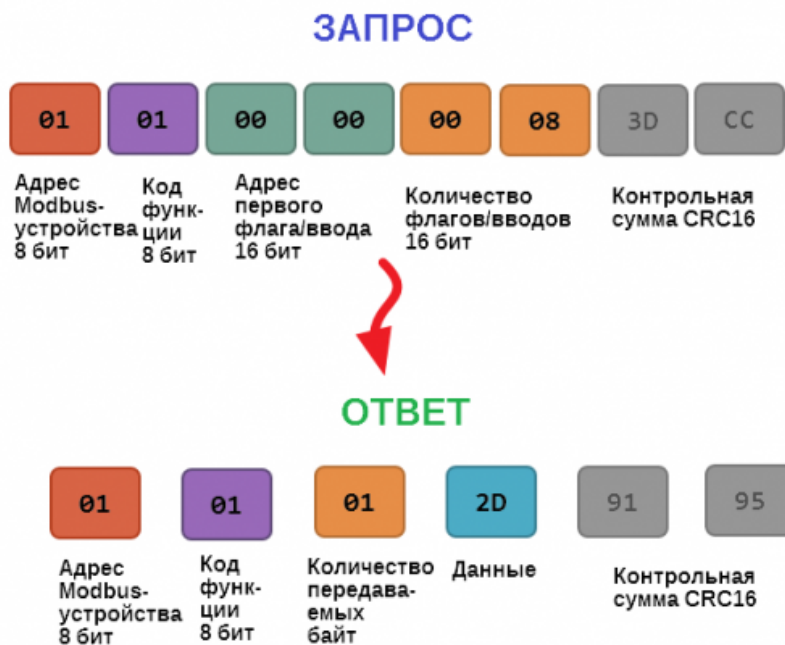 ЗАПРОС
01 01 00 00 00 08 3D CC
Адрес
Modbus-
устройства
8 бит
Код
функ-
ции
8 бит
Адрес
первого
флага/ввода
16 бит
Количество
флагов/вводов
16 бит
Контрольная
сумма CRC16
ОТВЕТ
01 01 01 2D 91 95
Адрес
Modbus-
устройства
8 бит
Код
функ-
ции
8 бит
Количество
передава-
емых
байт
Данные
Контрольная
сумма CRC16